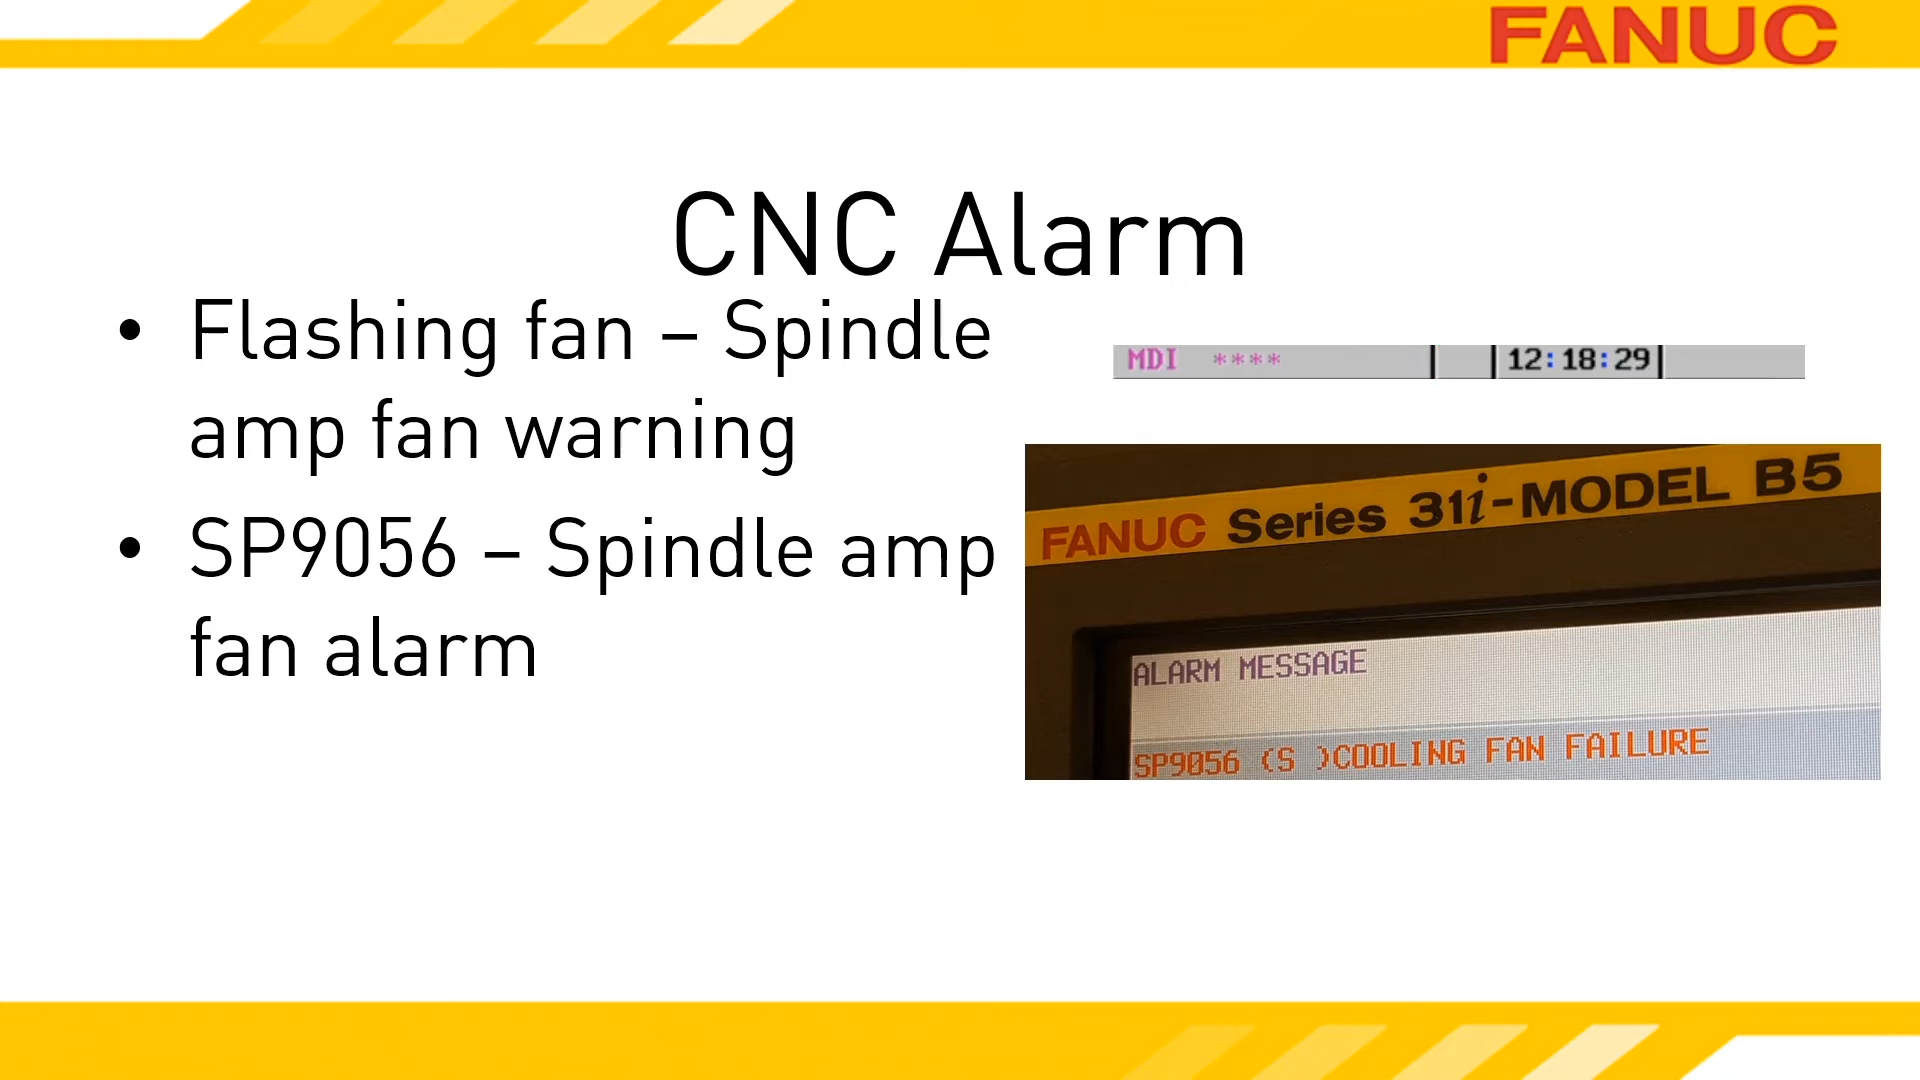 FANUC
CNC Alarm
• Flashing fan – Spindle
amp fan warning
• SP9056 – Spindle amp
fan alarm
MDI **** 12:18:29
FANUC Series 31i-MODEL B5
ALARM MESSAGE
SP9056 (S )COOLING FAN FAILURE